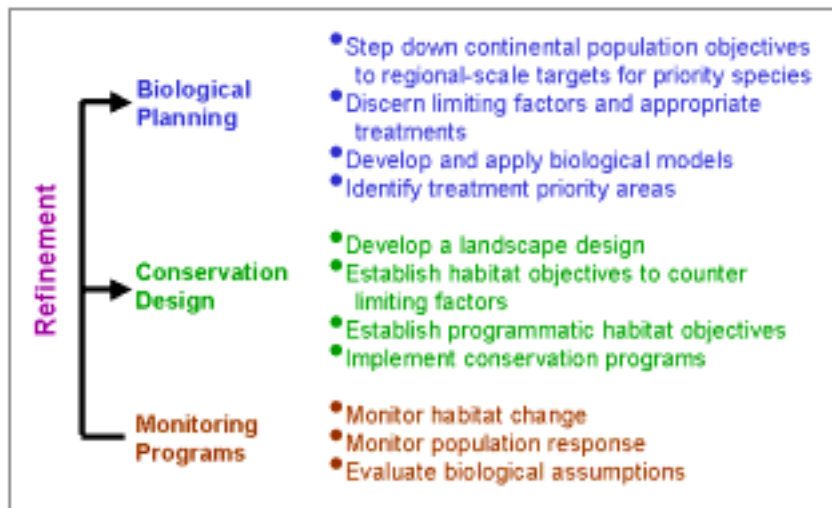 Refinement
Biological
Planning
• Step down continental population objectives
to regional-scale targets for priority species
• Discern limiting factors and appropriate
treatments
• Develop and apply biological models
• Identify treatment priority areas
Conservation
Design
• Develop a landscape design
• Establish habitat objectives to counter
limiting factors
• Establish programmatic habitat objectives
• Implement conservation programs
Monitoring
Programs
• Monitor habitat change
• Monitor population response
• Evaluate biological assumptions